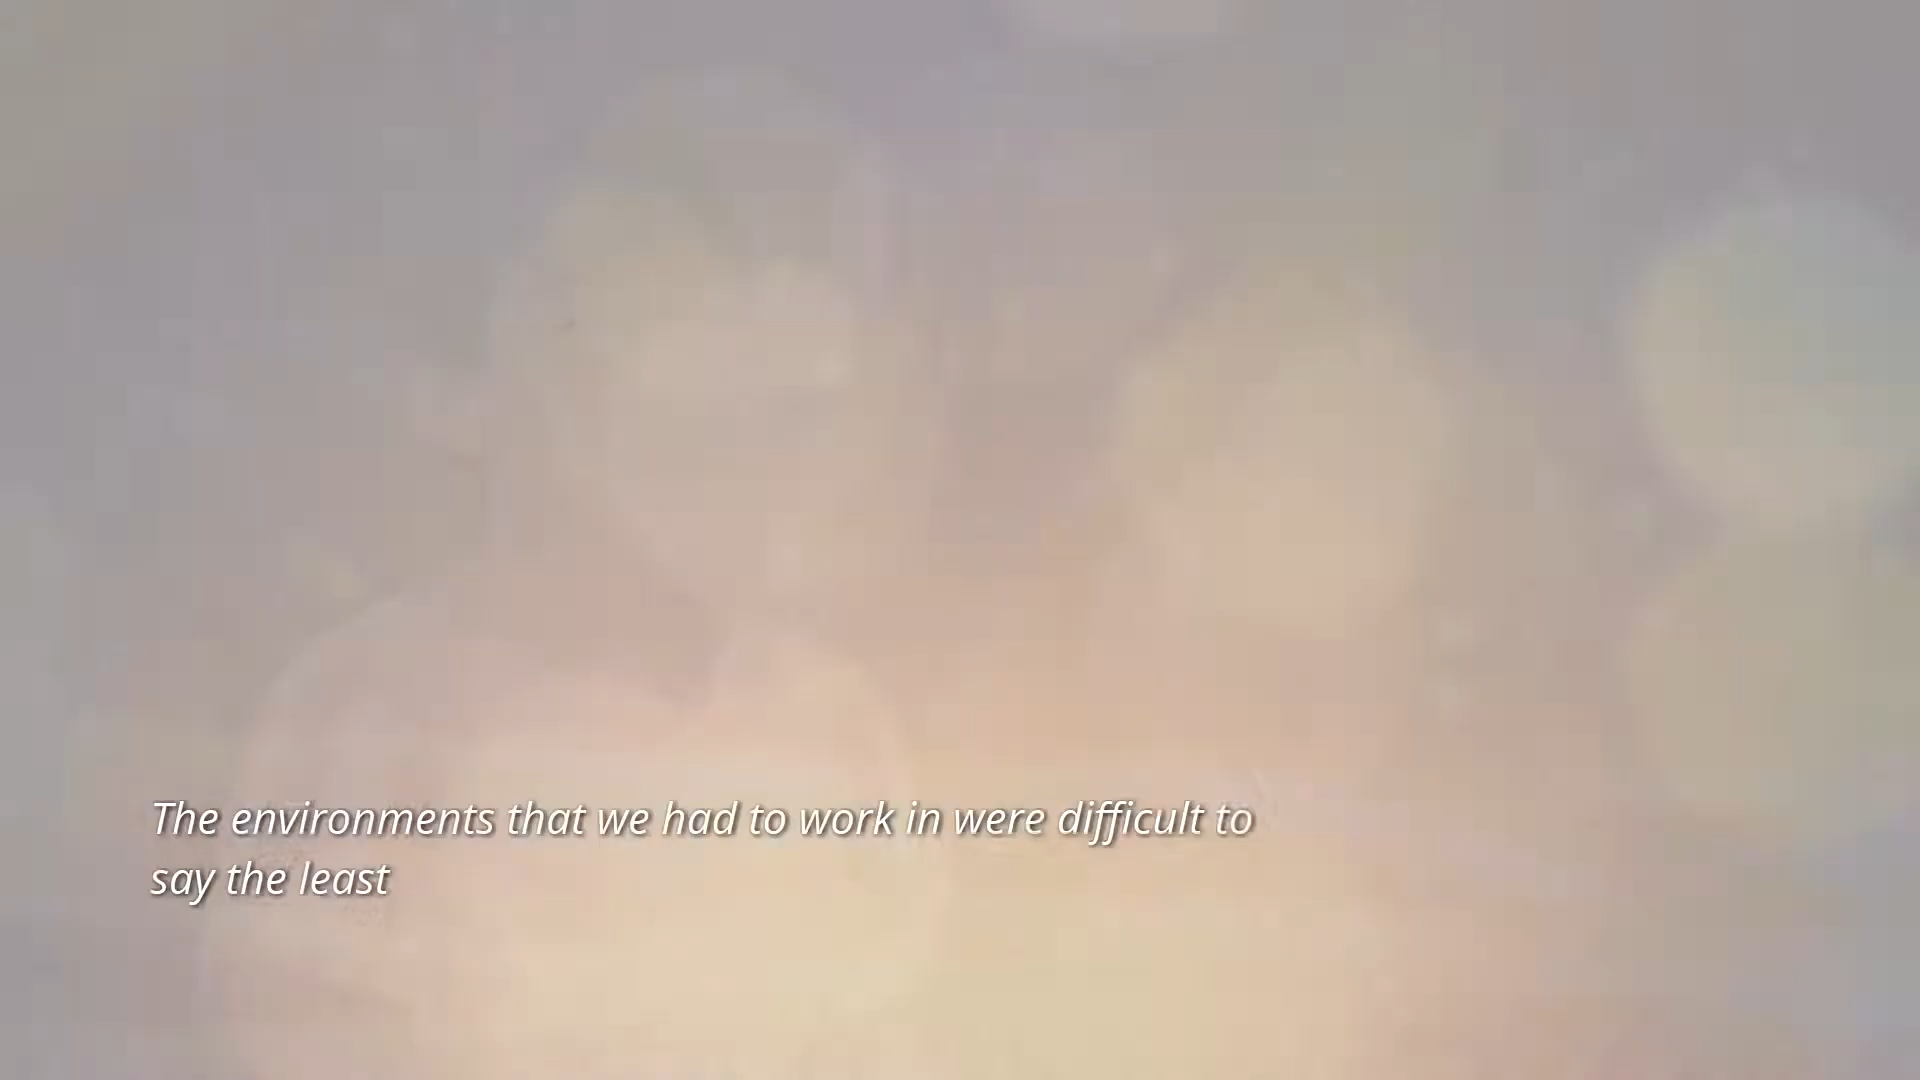 The environments that we had to work in were difficult to
say the least